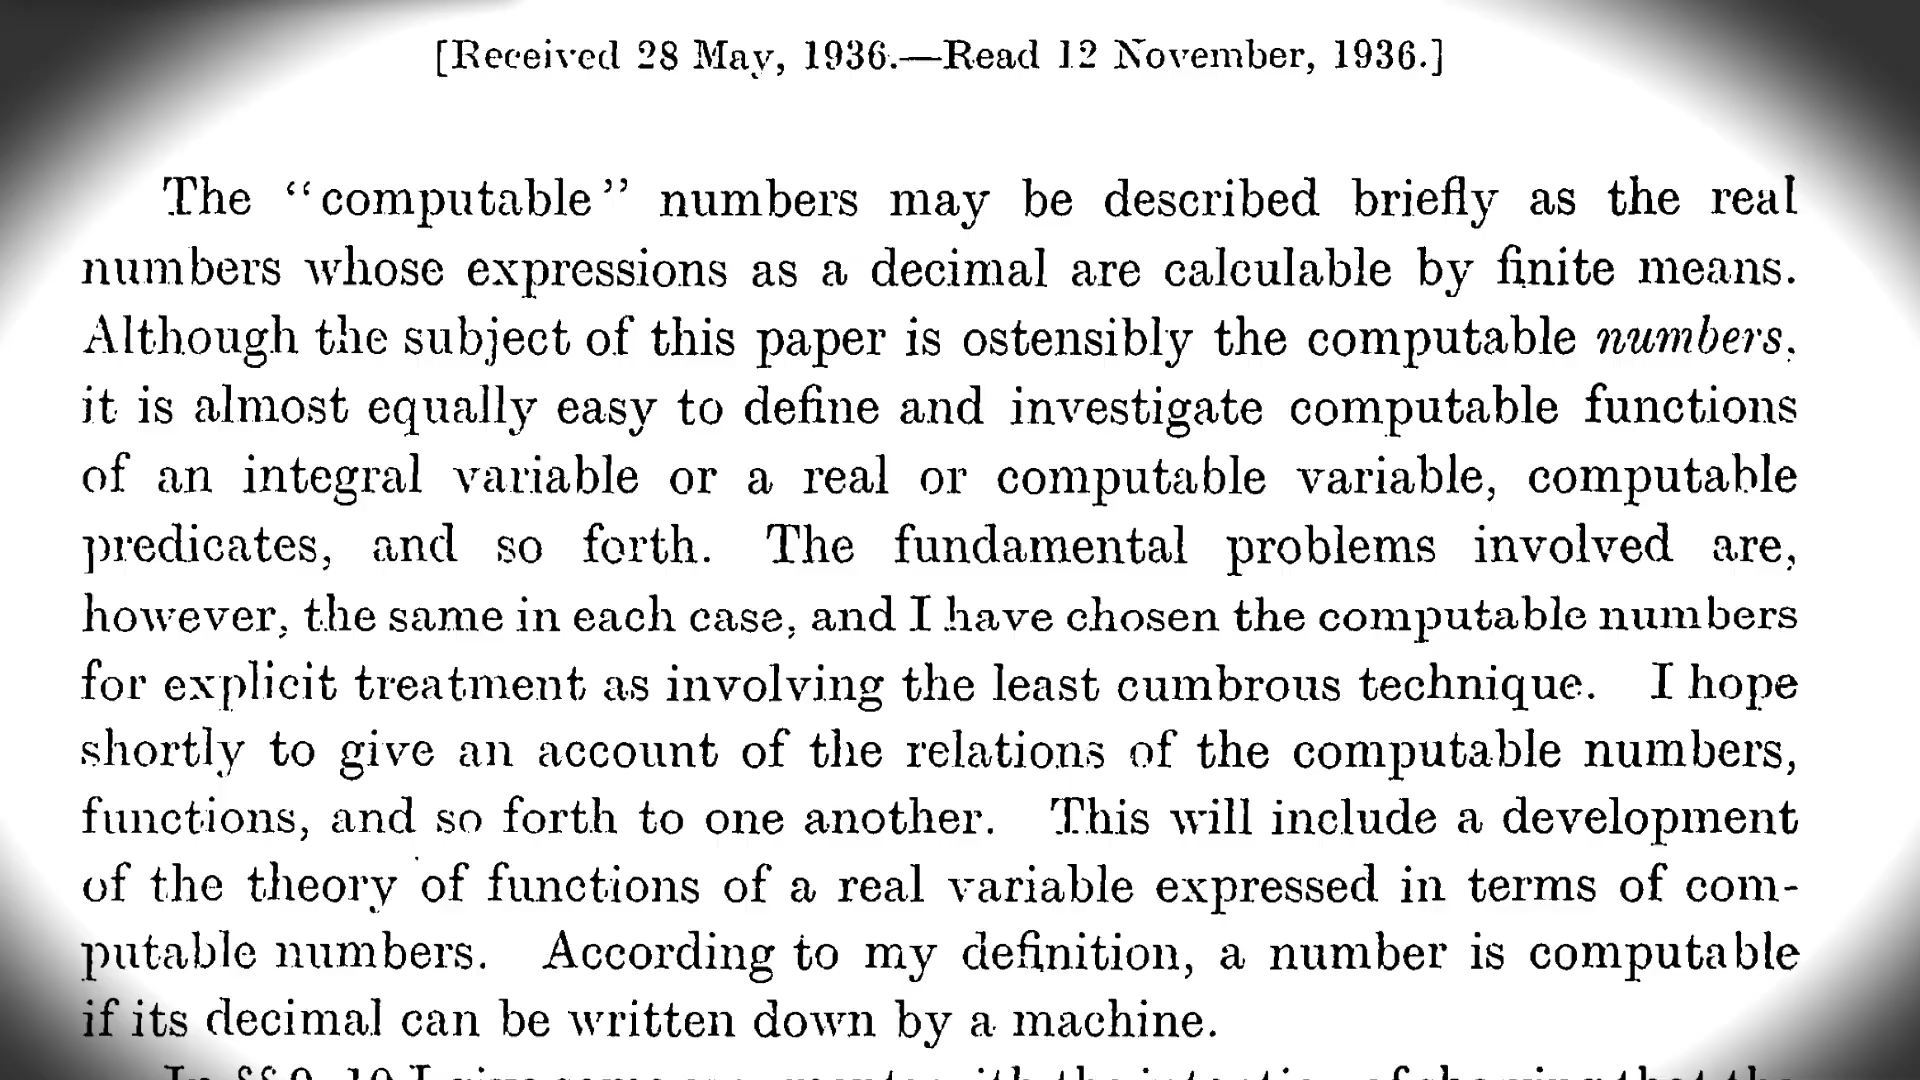 [Received 28 May, 1936.—Read 12 November, 1936.]
The “computable” numbers may be described briefly as the real
numbers whose expressions as a decimal are calculable by finite means.
Although the subject of this paper is ostensibly the computable numbers,
it is almost equally easy to define and investigate computable functions
of an integral variable or a real or computable variable, computable
predicates, and so forth. The fundamental problems involved are,
however, the same in each case, and I have chosen the computable numbers
for explicit treatment as involving the least cumbrous technique. I hope
shortly to give an account of the relations of the computable numbers,
functions, and so forth to one another. This will include a development
of the theory of functions of a real variable expressed in terms of com-
putable numbers. According to my definition, a number is computable
if its decimal can be written down by a machine.